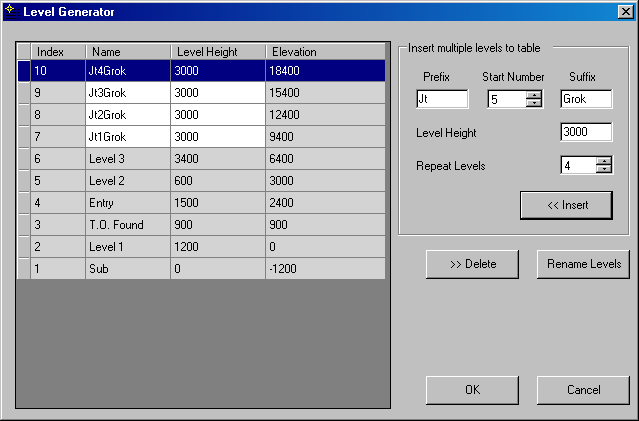 Level Generator
Index Name Level Height Elevation
10 Jt4Grok 3000 18400
9 Jt3Grok 3000 15400
8 Jt2Grok 3000 12400
7 Jt1Grok 3000 9400
6 Level 3 3400 6400
5 Level 2 600 3000
4 Entry 1500 2400
3 T.O. Found 900 900
2 Level 1 1200 0
1 Sub 0 -1200
Insert multiple levels to table
Prefix Start Number Suffix
Jt 5 Grok
Level Height 3000
Repeat Levels 4
<< Insert
>> Delete Rename Levels
OK Cancel